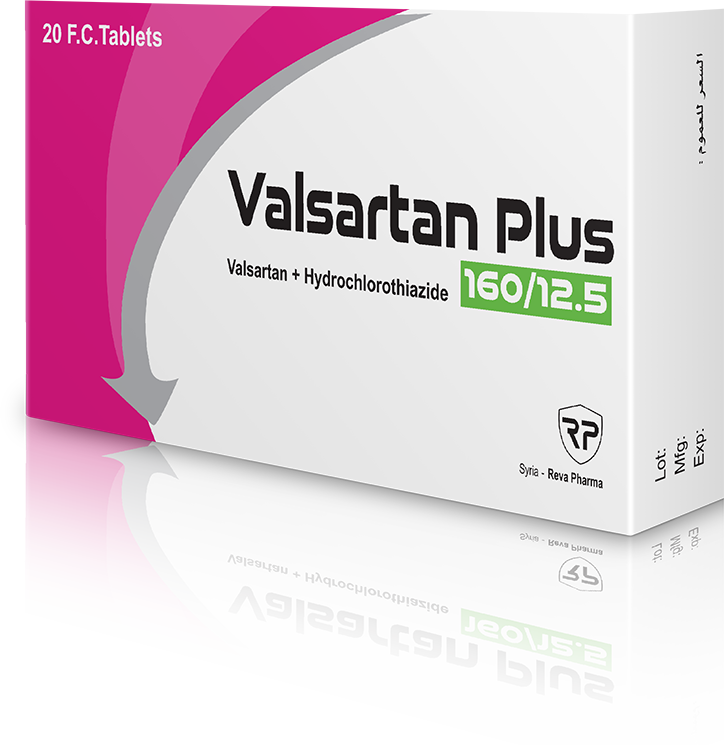 20 F.C.Tablets
Valsartan Plus
Valsartan + Hydrochlorothiazide 160/12.5
RP
Syria - Reva Pharma
السعر للعموم :
Lot:
Mfg:
Exp: